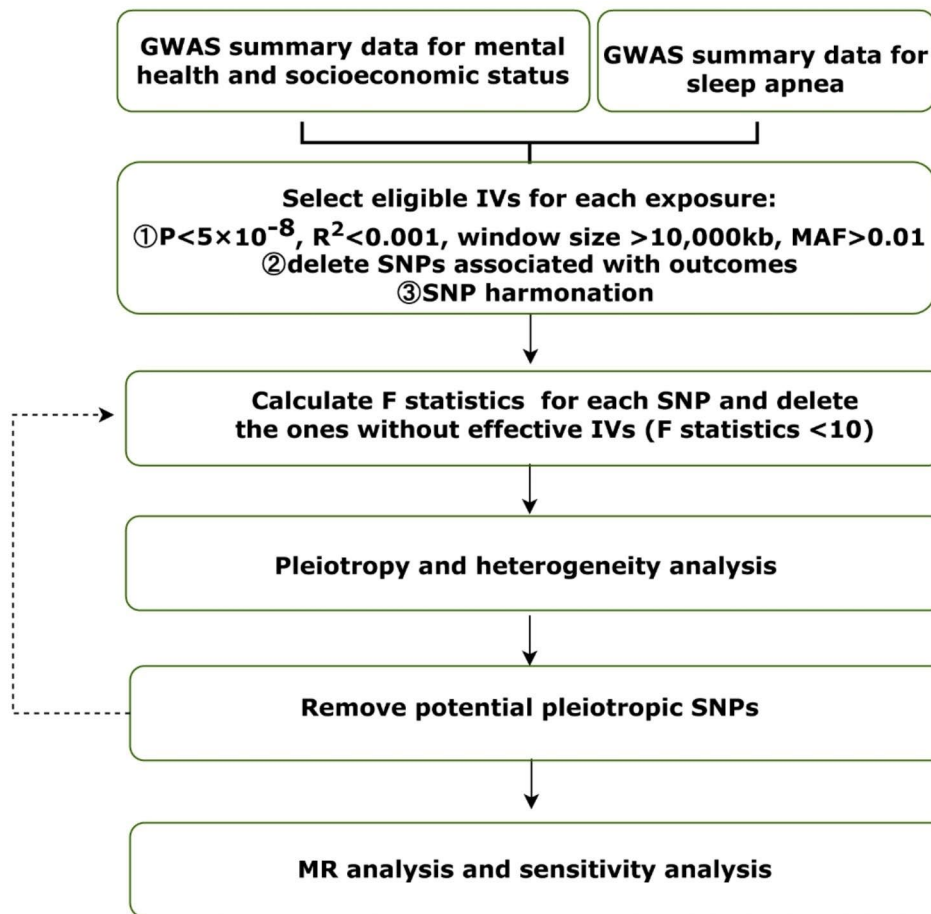 GWAS summary data for mental
health and socioeconomic status
GWAS summary data for
sleep apnea
Select eligible IVs for each exposure:
①P<5×10⁻⁸, R²<0.001, window size >10,000kb, MAF>0.01
②delete SNPs associated with outcomes
③SNP harmonation
Calculate F statistics for each SNP and delete
the ones without effective IVs (F statistics <10)
Pleiotropy and heterogeneity analysis
Remove potential pleiotropic SNPs
MR analysis and sensitivity analysis